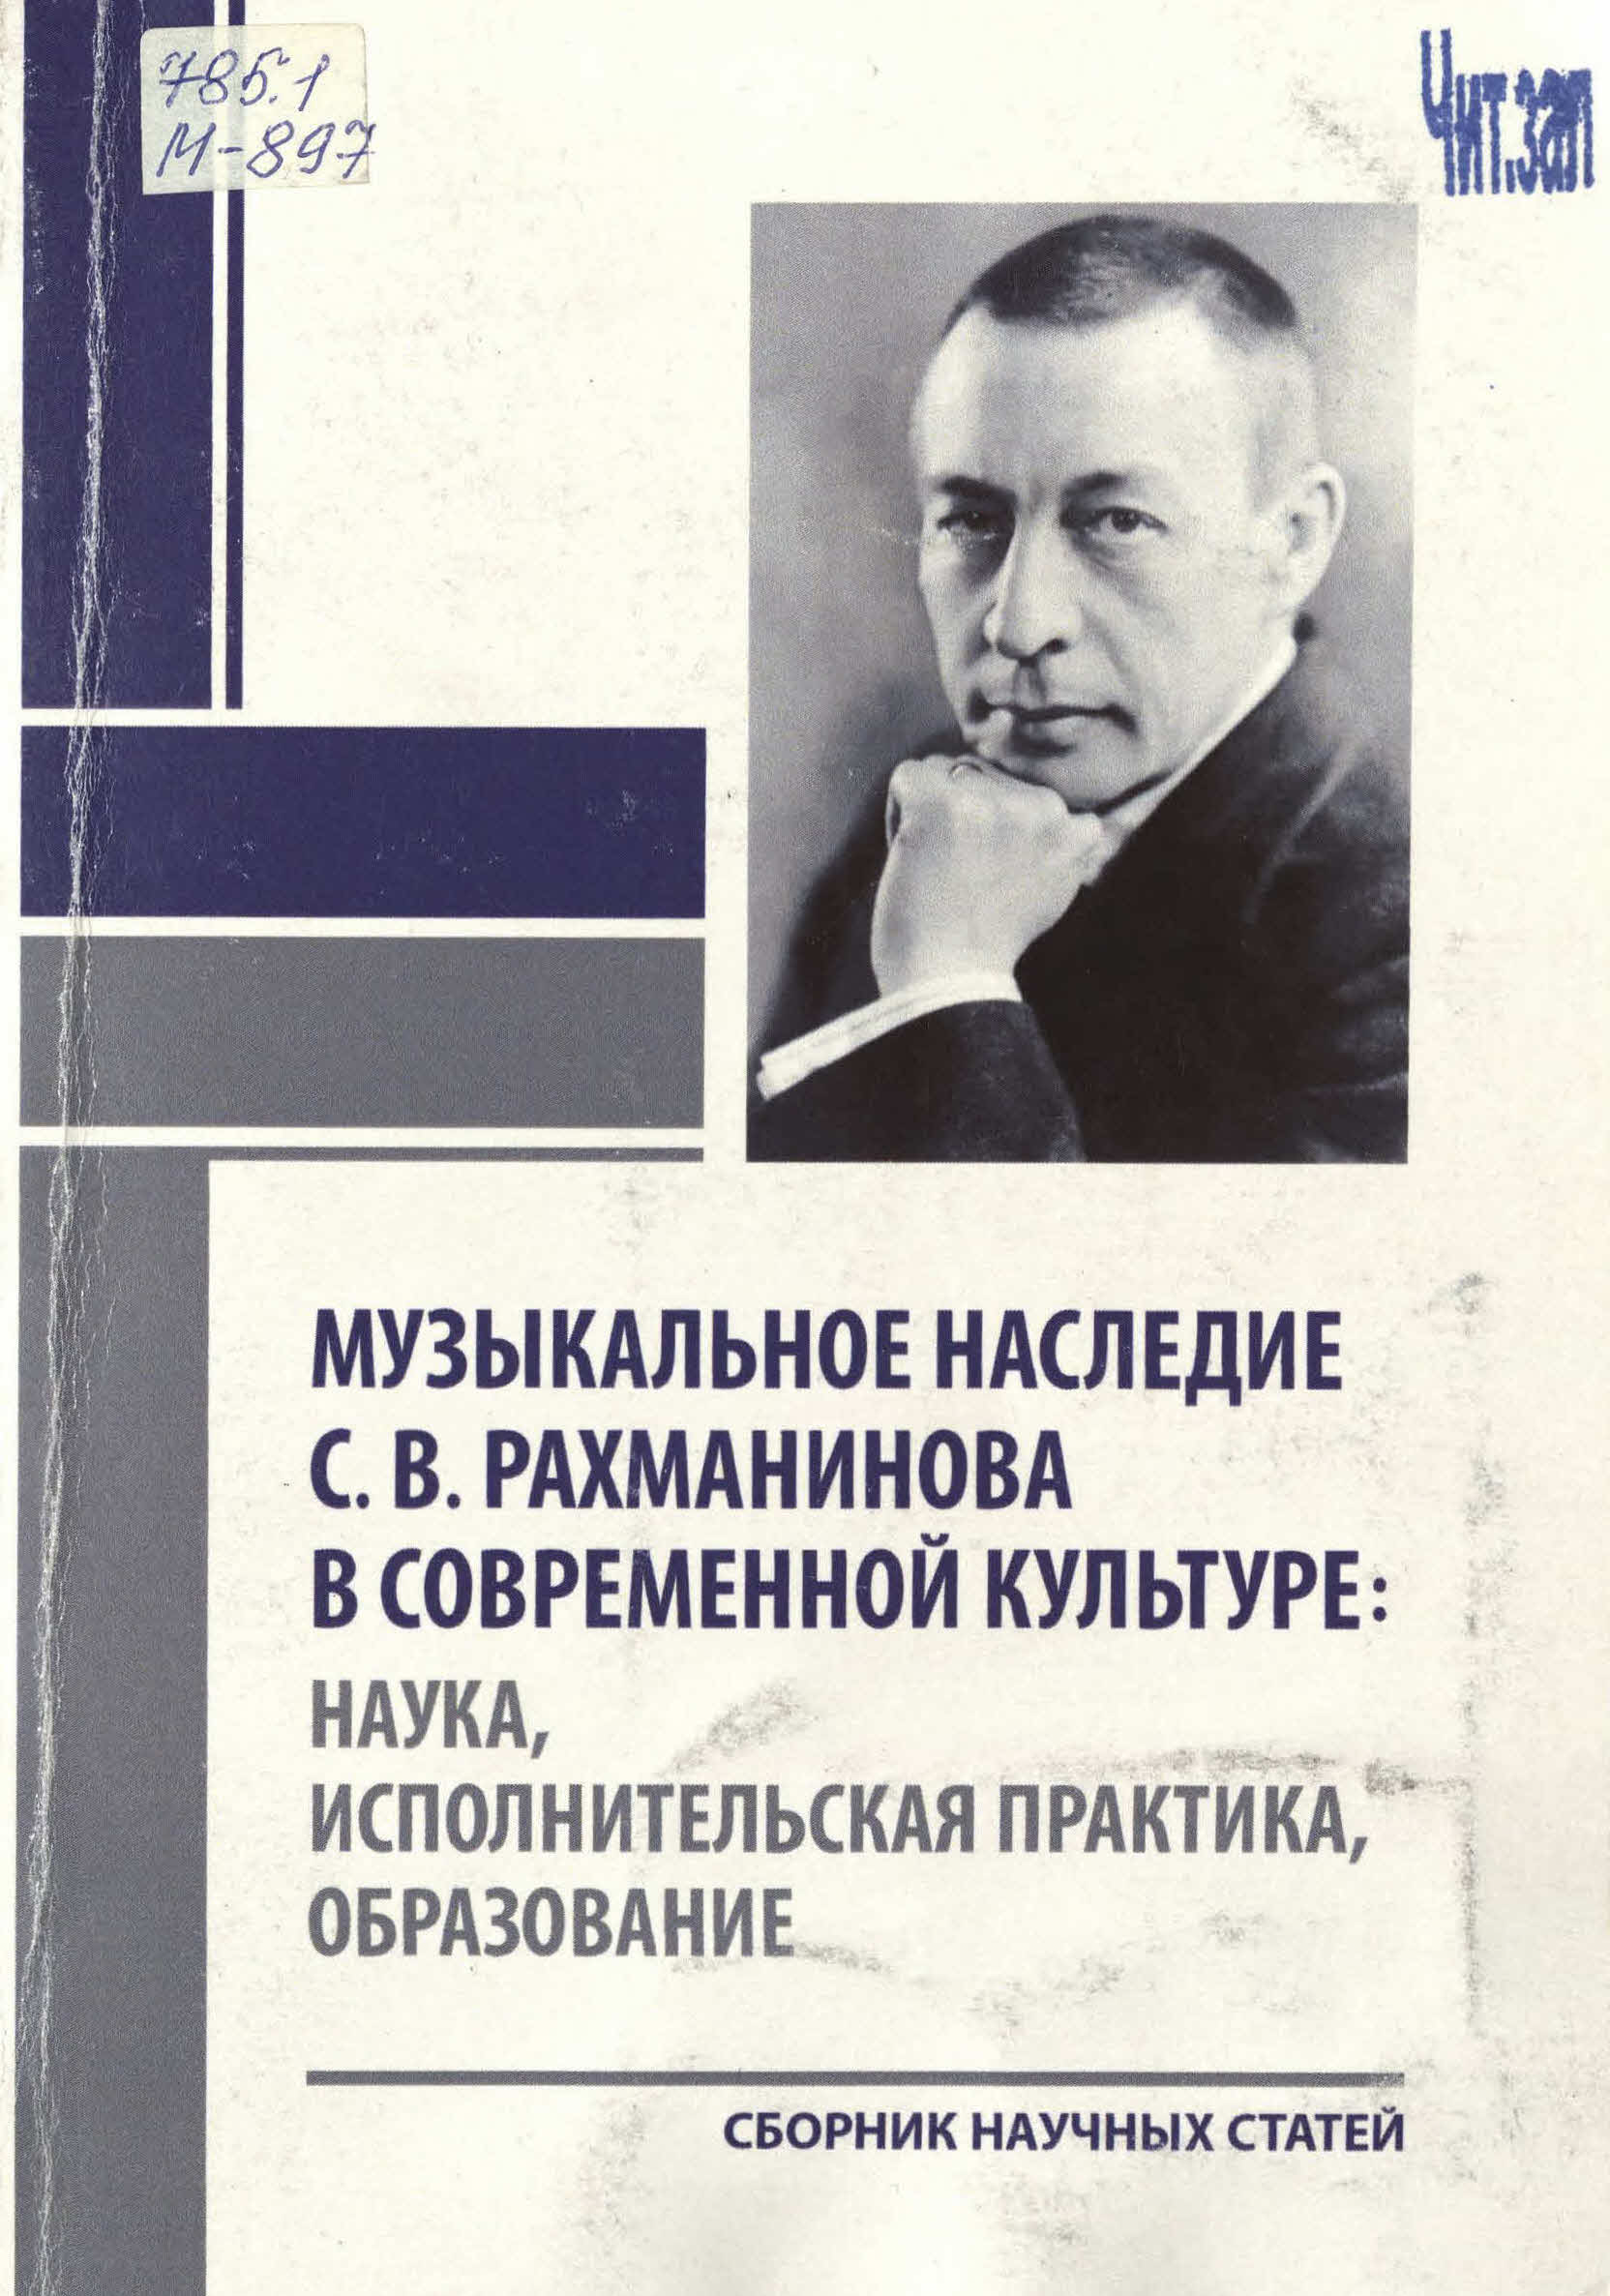 785.1
М-897
Чит.зал
МУЗЫКАЛЬНОЕ НАСЛЕДИЕ
С. В. РАХМАНИНОВА
В СОВРЕМЕННОЙ КУЛЬТУРЕ:
НАУКА,
ИСПОЛНИТЕЛЬСКАЯ ПРАКТИКА,
ОБРАЗОВАНИЕ
СБОРНИК НАУЧНЫХ СТАТЕЙ